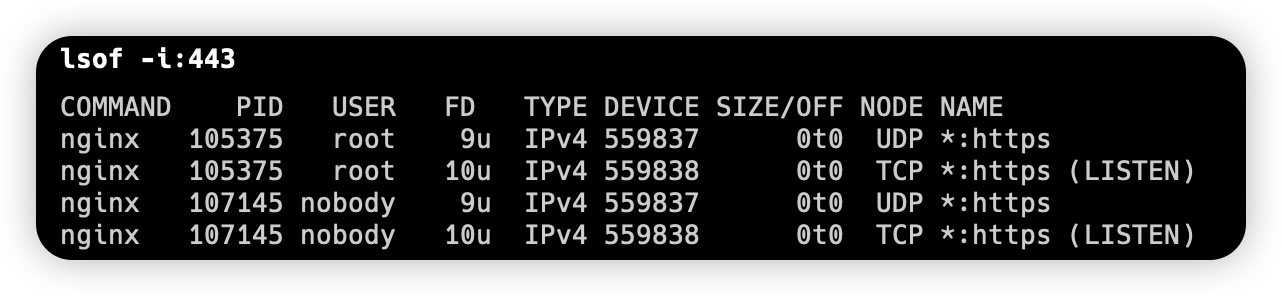 lsof -i:443
COMMAND    PID   USER   FD   TYPE DEVICE SIZE/OFF NODE NAME
nginx   105375   root    9u  IPv4 559837      0t0  UDP *:https
nginx   105375   root   10u  IPv4 559838      0t0  TCP *:https (LISTEN)
nginx   107145 nobody    9u  IPv4 559837      0t0  UDP *:https
nginx   107145 nobody   10u  IPv4 559838      0t0  TCP *:https (LISTEN)